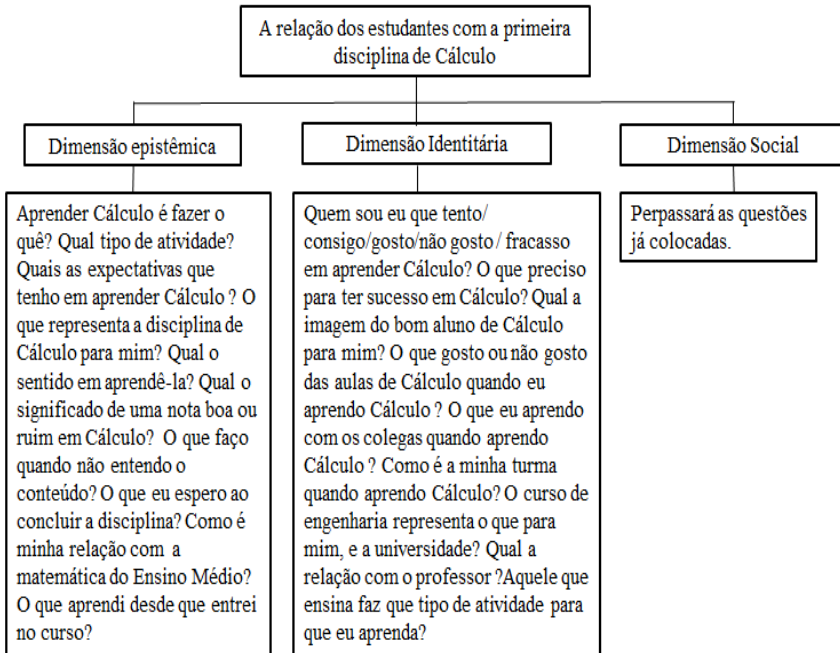 A relação dos estudantes com a primeira
disciplina de Cálculo
Dimensão epistêmica
Aprender Cálculo é fazer o
quê? Qual tipo de atividade?
Quais as expectativas que
tenho em aprender Cálculo ? O
que representa a disciplina de
Cálculo para mim? Qual o
sentido em aprendê-la? Qual o
significado de uma nota boa ou
ruim em Cálculo? O que faço
quando não entendo o
conteúdo? O que eu espero ao
concluir a disciplina? Como é
minha relação com a
matemática do Ensino Médio?
O que aprendi desde que entrei
no curso?
Dimensão Identitária
Quem sou eu que tento/
consigo/gosto/não gosto / fracasso
em aprender Cálculo? O que preciso
para ter sucesso em Cálculo? Qual a
imagem do bom aluno de Cálculo
para mim? O que gosto ou não gosto
das aulas de Cálculo quando eu
aprendo Cálculo ? O que eu aprendo
com os colegas quando aprendo
Cálculo ? Como é a minha turma
quando aprendo Cálculo? O curso de
engenharia representa o que para
mim, e a universidade? Qual a
relação com o professor ?Aquele que
ensina faz que tipo de atividade para
que eu aprenda?
Dimensão Social
Perpassará as questões
já colocadas.